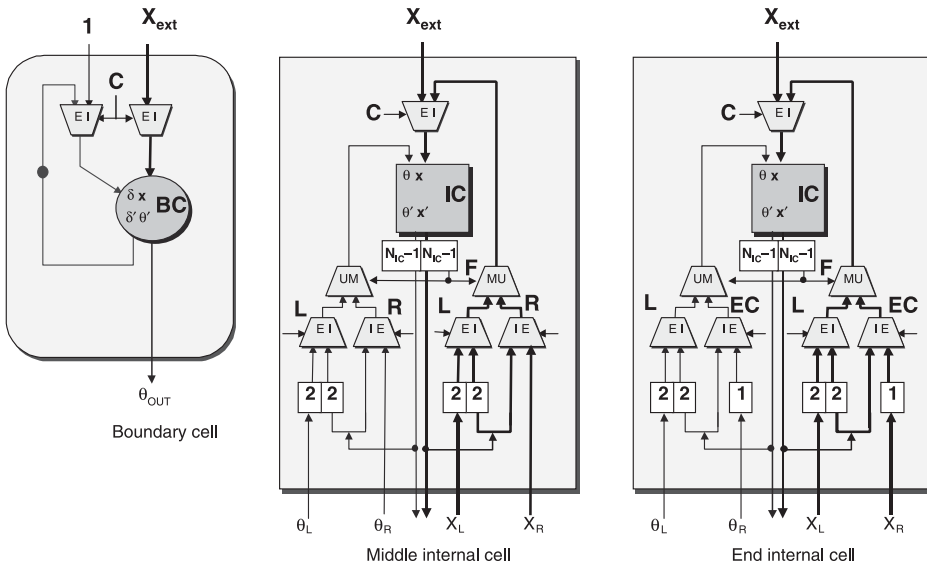 1
X_ext
C
E I
E I
δ x
BC
δ' θ'
θ_OUT
Boundary cell
X_ext
C
E I
θ x
IC
θ' x'
N_IC–1
N_IC–1
F
UM
MU
L
R
L
R
E I
I E
E I
I E
2
2
2
2
θ_L
θ_R
X_L
X_R
Middle internal cell
X_ext
C
E I
θ x
IC
θ' x'
N_IC–1
N_IC–1
F
UM
MU
L
EC
L
EC
E I
I E
E I
I E
2
2
1
2
2
1
θ_L
θ_R
X_L
X_R
End internal cell